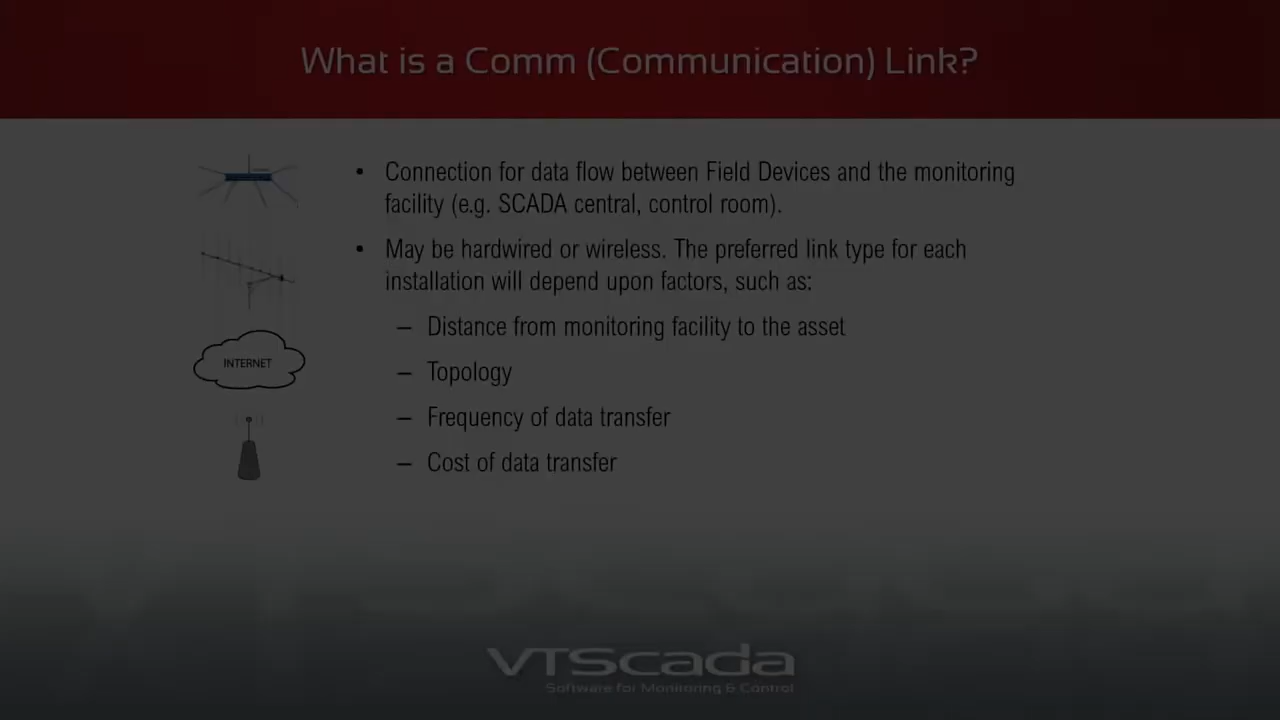 What is a Comm (Communication) Link?
• Connection for data flow between Field Devices and the monitoring
facility (e.g. SCADA central, control room).
• May be hardwired or wireless. The preferred link type for each
installation will depend upon factors, such as:
– Distance from monitoring facility to the asset
INTERNET
– Topology
– Frequency of data transfer
– Cost of data transfer
VTScada
Software for Monitoring & Control